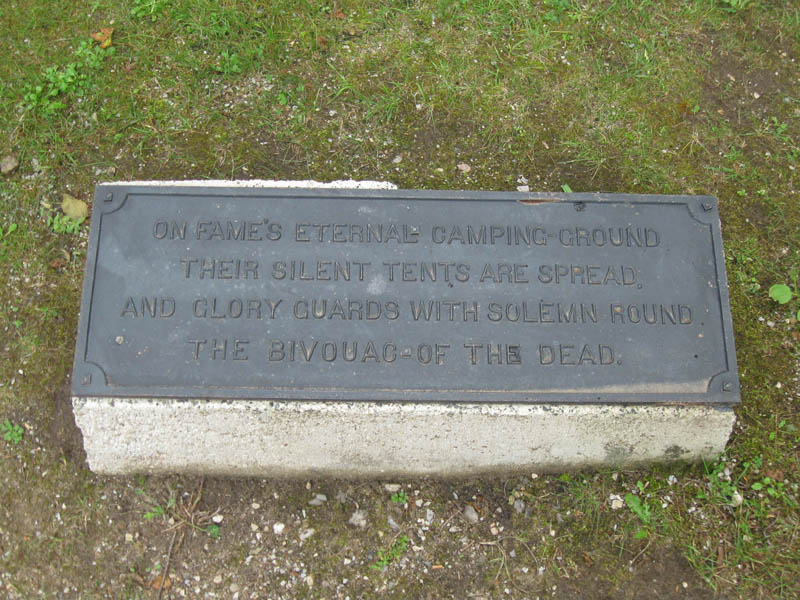 ON FAME'S ETERNAL CAMPING-GROUND
THEIR SILENT TENTS ARE SPREAD,
AND GLORY GUARDS WITH SOLEMN ROUND
THE BIVOUAC OF THE DEAD.